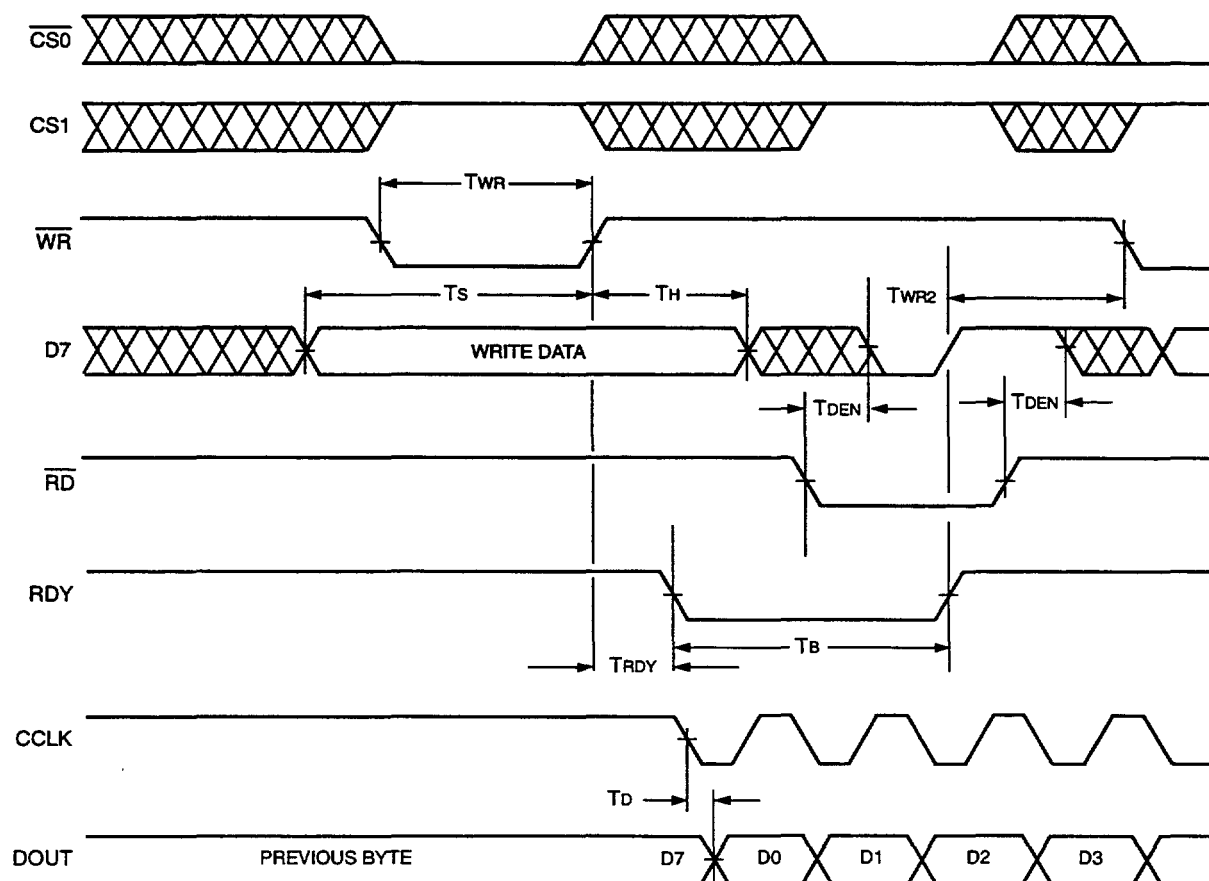 CS0
CS1
TWR
WR
TS
TH
TWR2
D7
WRITE DATA
TDEN
TDEN
RD
RDY
TB
TRDY
CCLK
TD
DOUT
PREVIOUS BYTE
D7
D0
D1
D2
D3